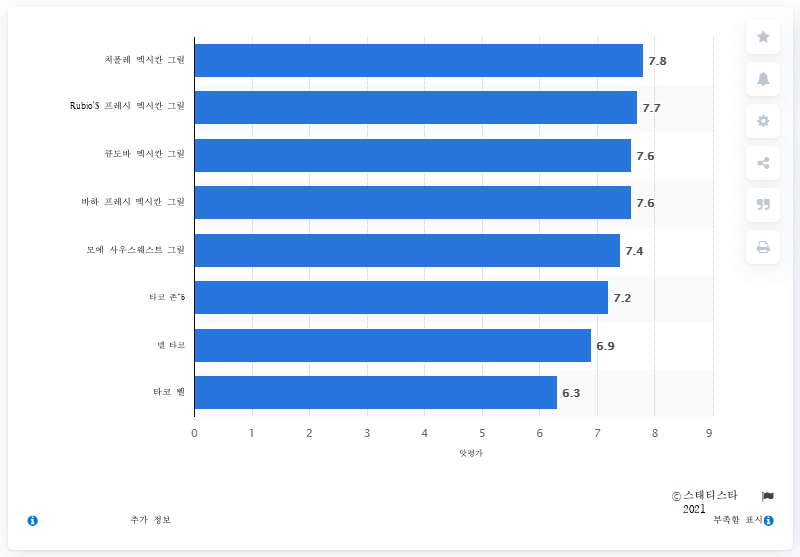 치폴레 멕시칸 그릴
7.8
Rubio'S 프레시 멕시칸 그릴
7.7
큐도바 멕시칸 그릴
7.6
바하 프레시 멕시칸 그릴
7.6
모에 사우스웨스트 그릴
7.4
타코 존"S
7.2
델 타코
6.9
타코 벨
6.3
0 1 2 3 4 5 6 7 8 9
맛평가
© 스태티스타
2021
추가 정보
부족함 표시